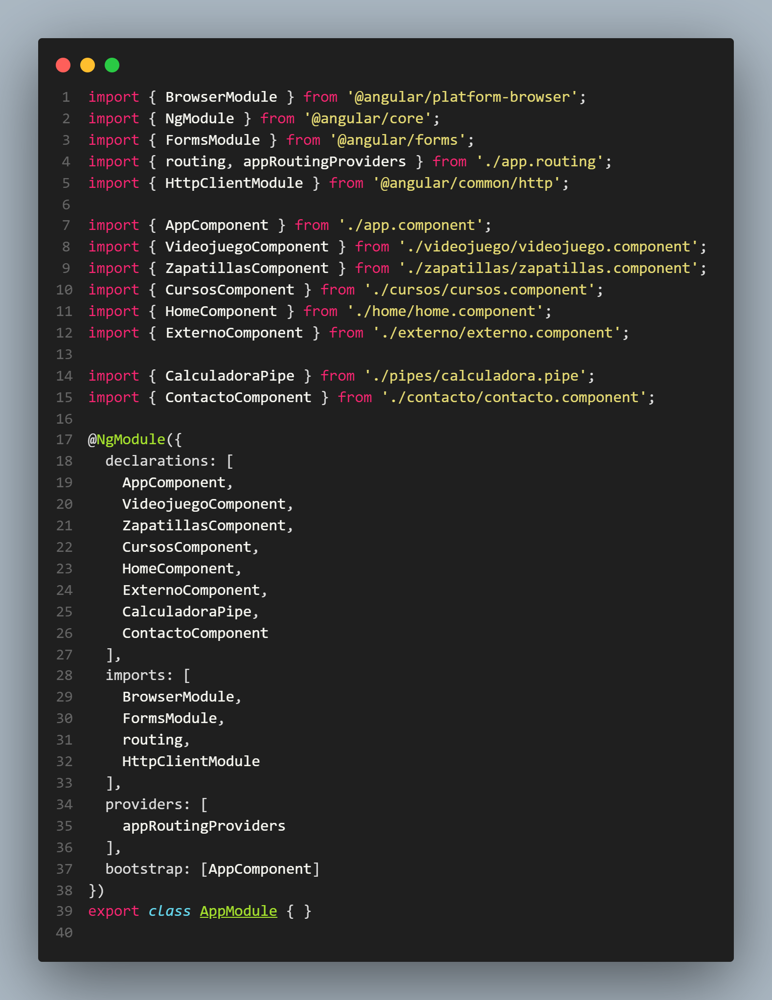 1 import { BrowserModule } from '@angular/platform-browser';
2 import { NgModule } from '@angular/core';
3 import { FormsModule } from '@angular/forms';
4 import { routing, appRoutingProviders } from './app.routing';
5 import { HttpClientModule } from '@angular/common/http';
6
7 import { AppComponent } from './app.component';
8 import { VideojuegoComponent } from './videojuego/videojuego.component';
9 import { ZapatillasComponent } from './zapatillas/zapatillas.component';
10 import { CursosComponent } from './cursos/cursos.component';
11 import { HomeComponent } from './home/home.component';
12 import { ExternoComponent } from './externo/externo.component';
13
14 import { CalculadoraPipe } from './pipes/calculadora.pipe';
15 import { ContactoComponent } from './contacto/contacto.component';
16
17 @NgModule({
18   declarations: [
19     AppComponent,
20     VideojuegoComponent,
21     ZapatillasComponent,
22     CursosComponent,
23     HomeComponent,
24     ExternoComponent,
25     CalculadoraPipe,
26     ContactoComponent
27   ],
28   imports: [
29     BrowserModule,
30     FormsModule,
31     routing,
32     HttpClientModule
33   ],
34   providers: [
35     appRoutingProviders
36   ],
37   bootstrap: [AppComponent]
38 })
39 export class AppModule { }
40